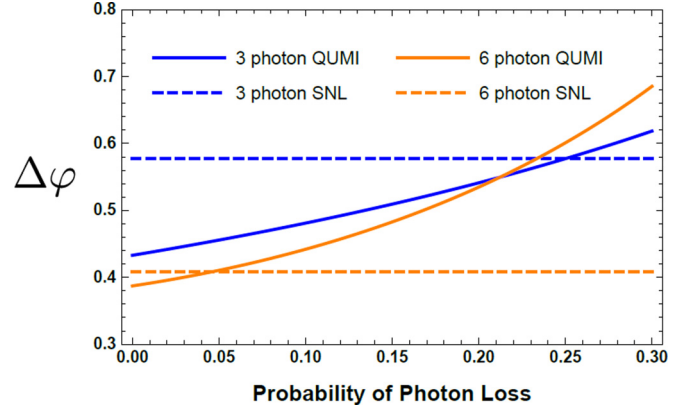 0.8
3 photon QUMI 6 photon QUMI
0.7
3 photon SNL 6 photon SNL
0.6
Δφ
0.5
0.4
0.3
0.00 0.05 0.10 0.15 0.20 0.25 0.30
Probability of Photon Loss